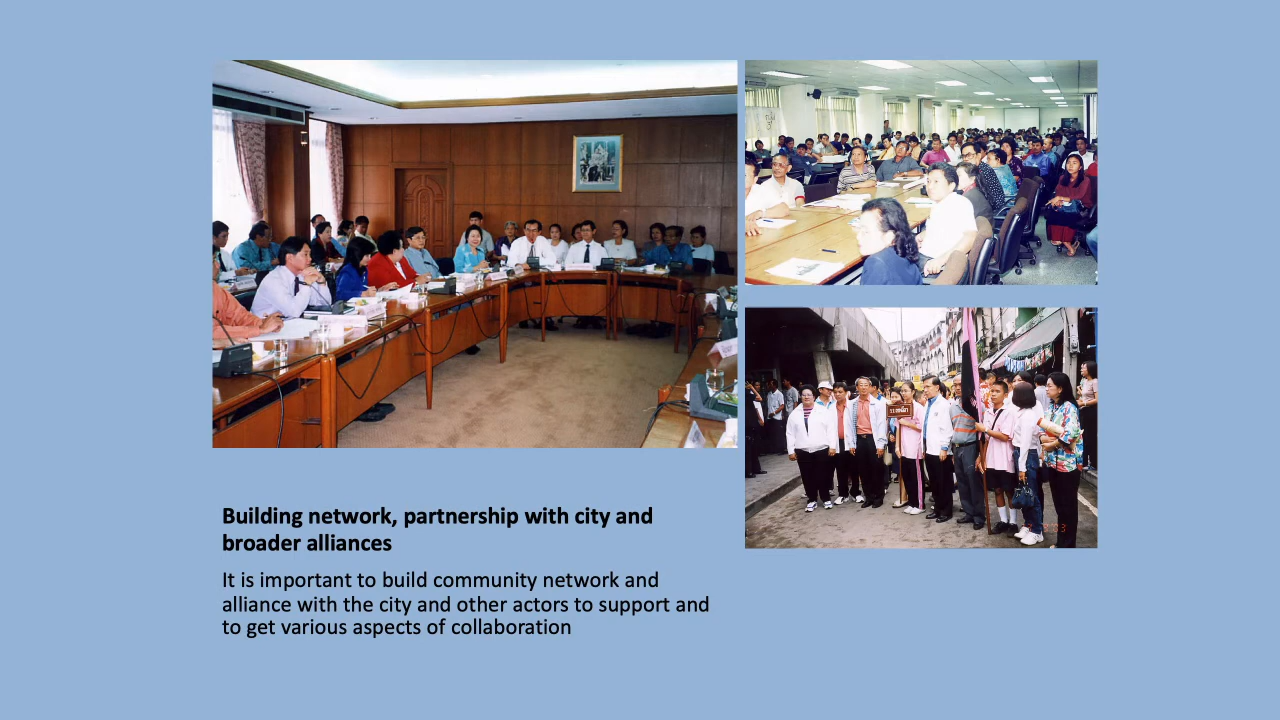 Building network, partnership with city and
broader alliances
It is important to build community network and
alliance with the city and other actors to support and
to get various aspects of collaboration